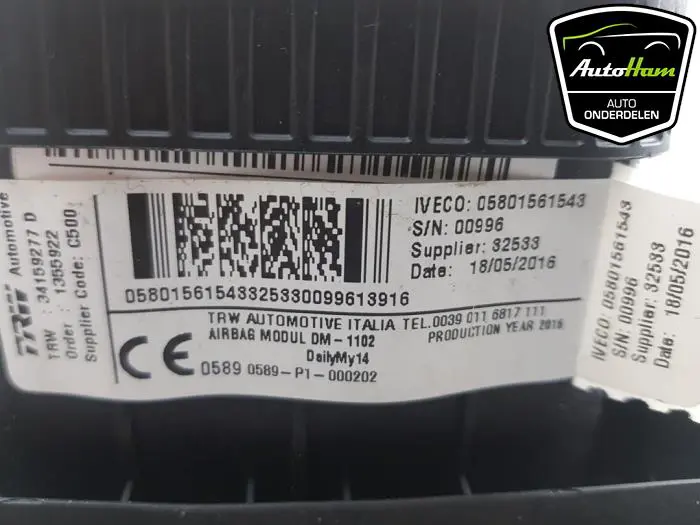 AutoHam
AUTO
ONDERDELEN
TRW Automotive
TRW : 34159277 D
Order : 1355922
Supplier Code: C500
IVECO: 05801561543
S/N: 00996
Supplier: 32533
Date: 18/05/2016
058015615433253300099613916
TRW AUTOMOTIVE ITALIA TEL.0039 011 6817 111
AIRBAG MODUL DM-1102 PRODUCTION YEAR 2016
DailyMy14
CE 0589 0589-P1-000202
IVECO: 05801561543
S/N: 00996
Supplier: 32533
Date: 18/05/2016